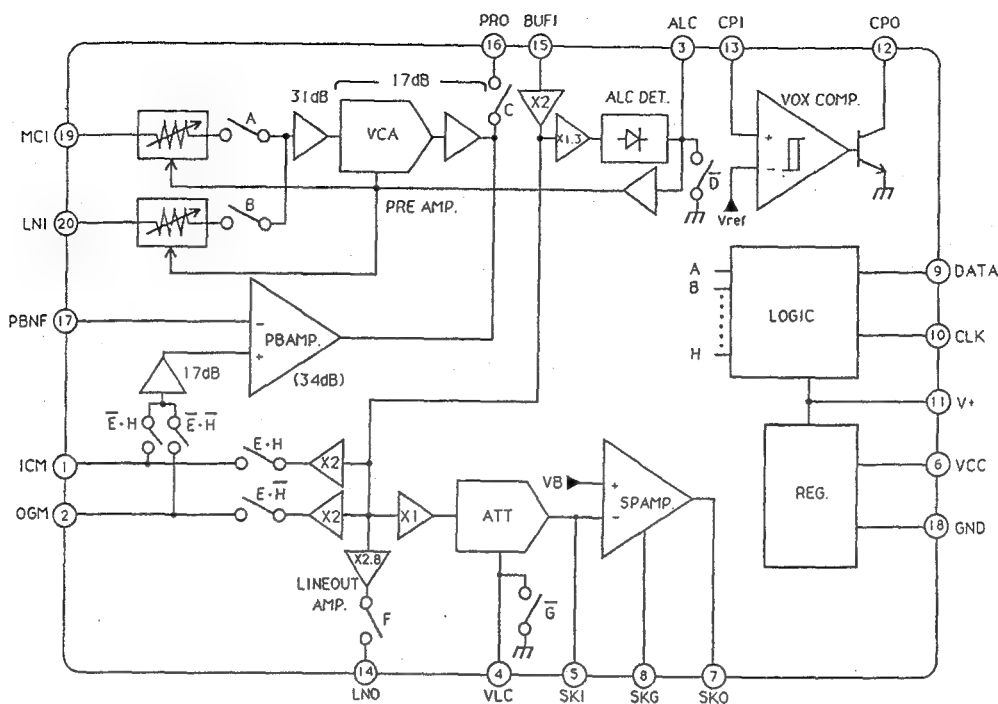 PRO BUFI ALC CPI CPO
16 15 3 13 12
17dB
31dB
C
X2
ALC DET.
VOX COMP.
MCI 19
A
VCA
X1.3
+
−
D̅
PRE AMP.
Vref
LNI 20
B
A
B
H
LOGIC
9 DATA
10 CLK
PBNF 17
−
PBAMP.
+
(34dB)
17dB
11 V+
E̅·H E̅·H̅
ICM 1
E·H
X2
VB
+
SPAMP.
−
REG.
6 VCC
OGM 2
E·H̅
X2
X1
ATT
18 GND
X2.8
LINEOUT
AMP.
F
G̅
14 4 5 8 7
LNO VLC SKI SKG SKO